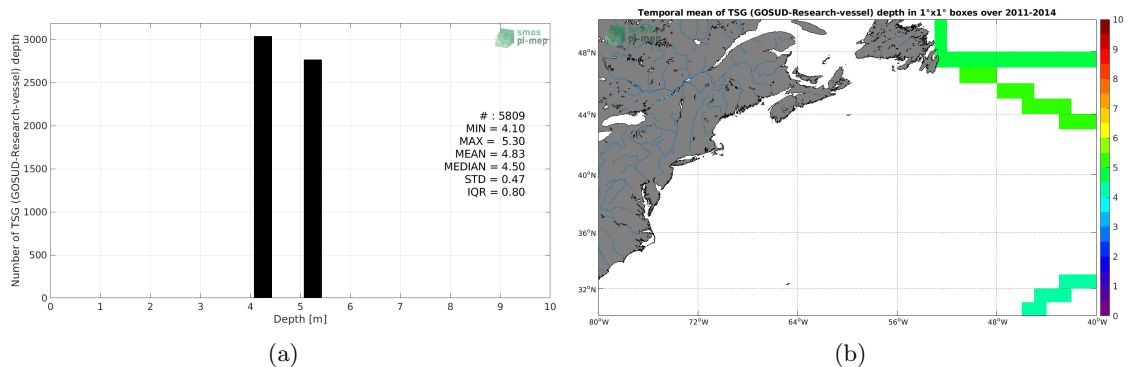 Number of TSG (GOSUD-Research-vessel) depth
3000
2500
2000
1500
1000
500
0
smos
pi-mep
# : 5809
MIN = 4.10
MAX = 5.30
MEAN = 4.83
MEDIAN = 4.50
STD = 0.47
IQR = 0.80
0 1 2 3 4 5 6 7 8 9 10
Depth [m]
(a)
Temporal mean of TSG (GOSUD-Research-vessel) depth in 1°x1° boxes over 2011-2014
smos
pi-mep
48°N
44°N
40°N
36°N
32°N
80°W 72°W 64°W 56°W 48°W 40°W
10
9
8
7
6
5
4
3
2
1
0
(b)